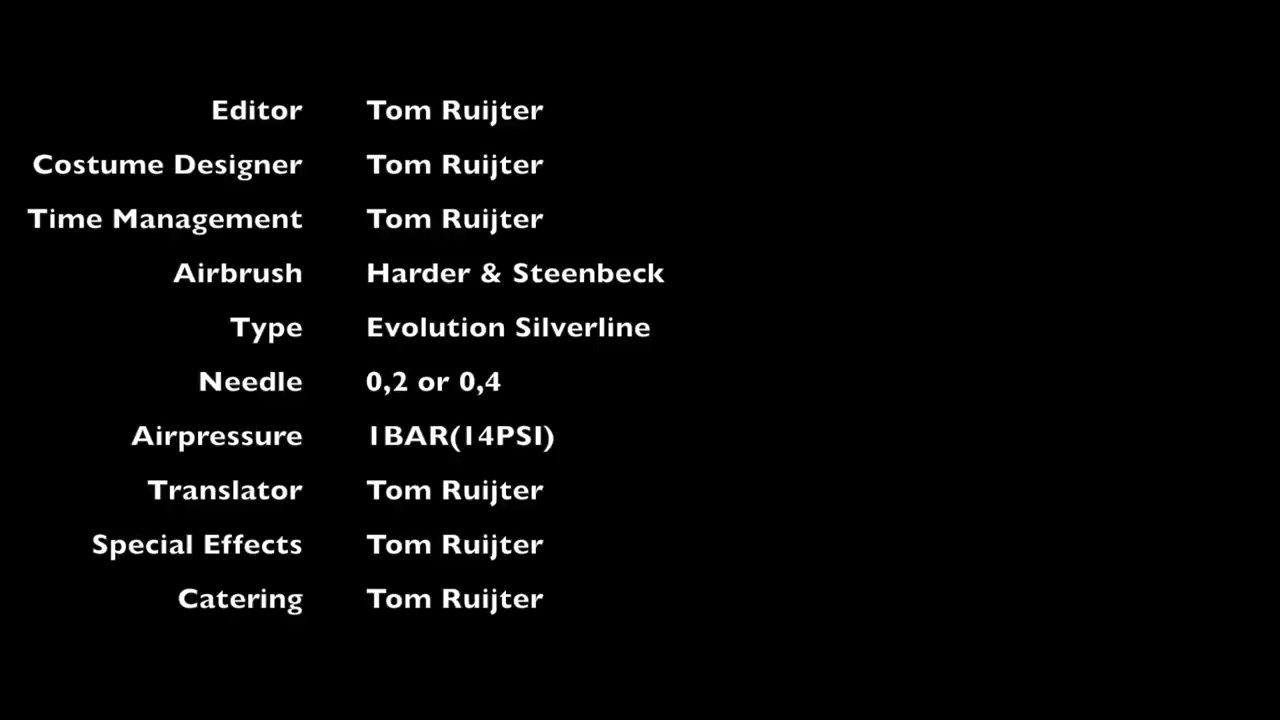 Editor Tom Ruijter
Costume Designer Tom Ruijter
Time Management Tom Ruijter
Airbrush Harder & Steenbeck
Type Evolution Silverline
Needle 0,2 or 0,4
Airpressure 1BAR(14PSI)
Translator Tom Ruijter
Special Effects Tom Ruijter
Catering Tom Ruijter